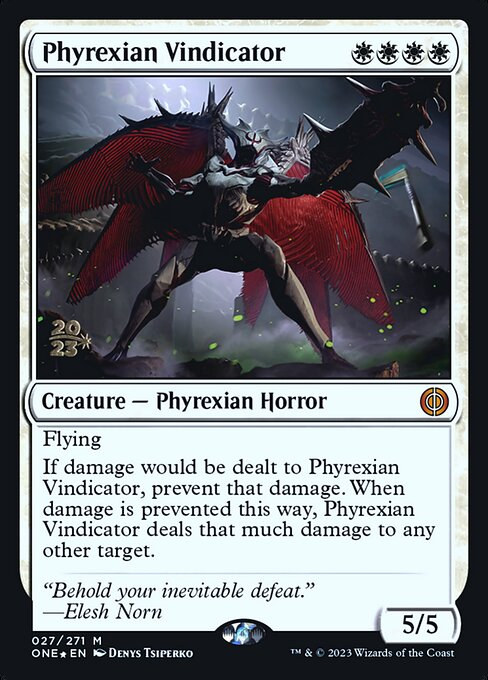 Phyrexian Vindicator
20
23
Creature — Phyrexian Horror
Flying
If damage would be dealt to Phyrexian
Vindicator, prevent that damage. When
damage is prevented this way, Phyrexian
Vindicator deals that much damage to any
other target.
“Behold your inevitable defeat.”
—Elesh Norn
5/5
027/271 M
ONE★EN Denys Tsiperko
™ & © 2023 Wizards of the Coast